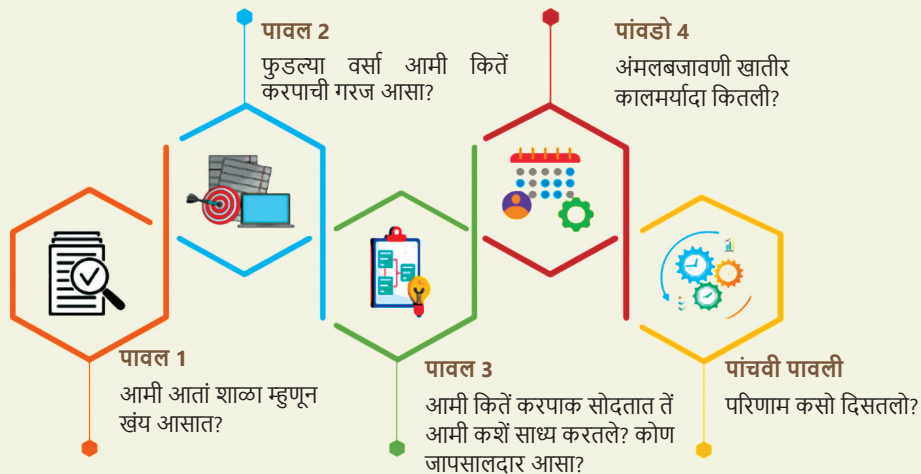 पावल 1
आमी आतां शाळा म्हुणून
खंय आसात?
पावल 2
फुडल्या वर्सा आमी कितें
करपाची गरज आसा?
पावल 3
आमी कितें करपाक सोदतात तें
आमी कशें साध्य करतले? कोण
जापसालदार आसा?
पांवडो 4
अंमलबजावणी खातीर
कालमर्यादा कितली?
पांचवी पावली
परिणाम कसो दिसतलो?